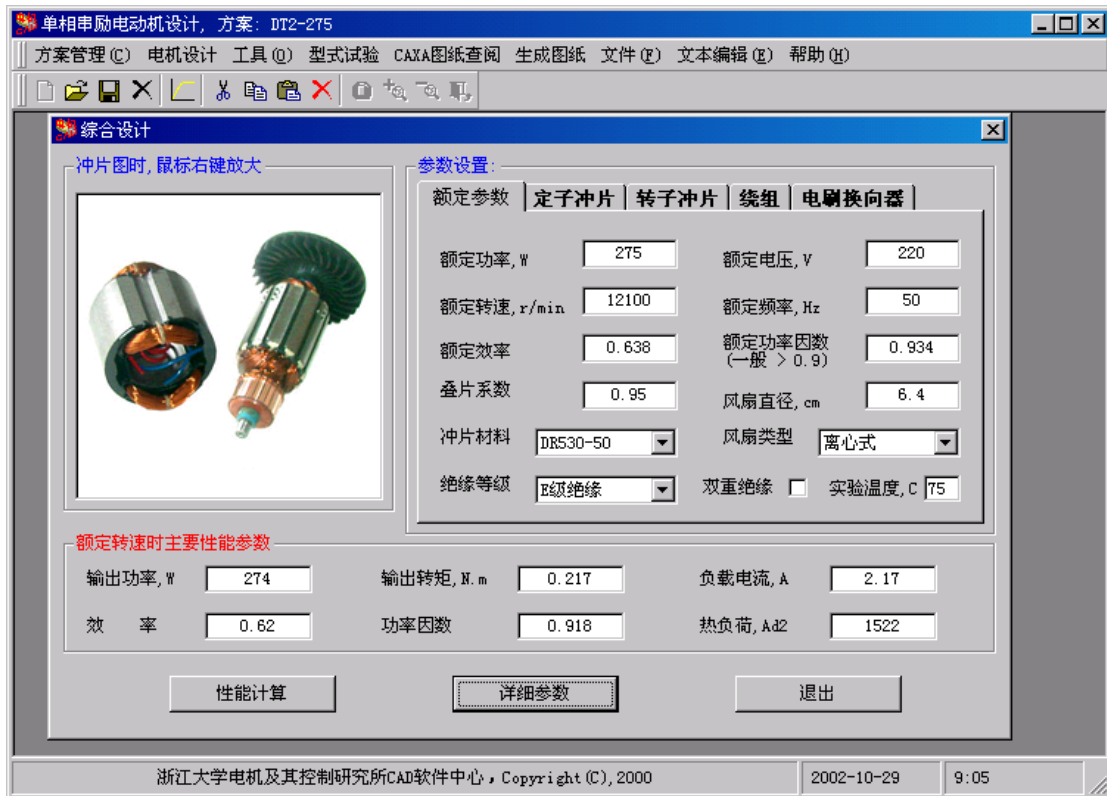 单相串励电动机设计, 方案: DT2-275
方案管理(C) 电机设计 工具(Q) 型式试验 CAXA图纸查阅 生成图纸 文件(F) 文本编辑(E) 帮助(H)
综合设计
冲片图时, 鼠标右键放大
参数设置:
额定参数 定子冲片 转子冲片 绕组 电刷换向器
额定功率, W 275 额定电压, V 220
额定转速, r/min 12100 额定频率, Hz 50
额定效率 0.638 额定功率因数 0.934
(一般 > 0.9)
叠片系数 0.95 风扇直径, cm 6.4
冲片材料 DR530-50 风扇类型 离心式
绝缘等级 E级绝缘 双重绝缘 实验温度, C 75
额定转速时主要性能参数
输出功率, W 274 输出转矩, N.m 0.217 负载电流, A 2.17
效 率 0.62 功率因数 0.918 热负荷, Ad2 1522
性能计算 详细参数 退出
浙江大学电机及其控制研究所CAD软件中心, Copyright(C), 2000 2002-10-29 9:05